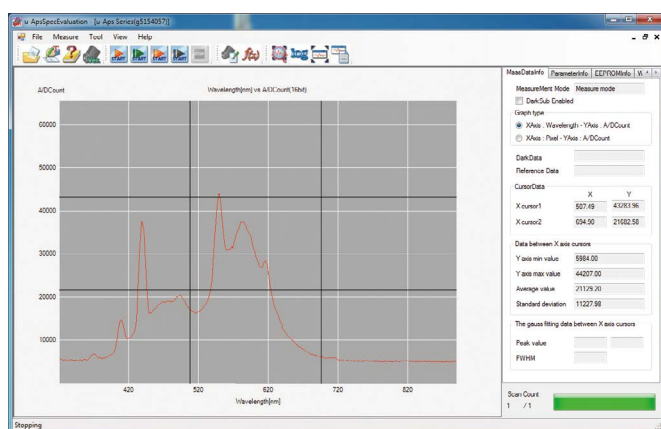 u ApsSpecEvaluation - [u Aps Series(g5154057)]
File Measure Tool View Help
START START START START
f(x) log
A/DCount
Wavelength[nm] vs A/DCount(16bit)
60000
50000
40000
30000
20000
10000
420 520 620 720 820
Wavelength[nm]
MeasDataInfo ParameterInfo EEPROMInfo W
MeasureMent Mode Measure mode
DarkSub Enabled
Graph type
XAxis : Wavelength - YAxis : A/DCount
XAxis : Pixel - YAxis : A/DCount
DarkData
Reference Data
CursorData
X Y
X cursor1 507.49 43283.96
X cursor2 694.90 21682.58
Data between X axis cursors
Y axis min value 5984.00
Y axis max value 44207.00
Average value 21129.20
Standard deviation 11227.98
The gauss fitting data between X axis cursors
Peak value
FWHM
Scan Count
1 / 1
Stopping